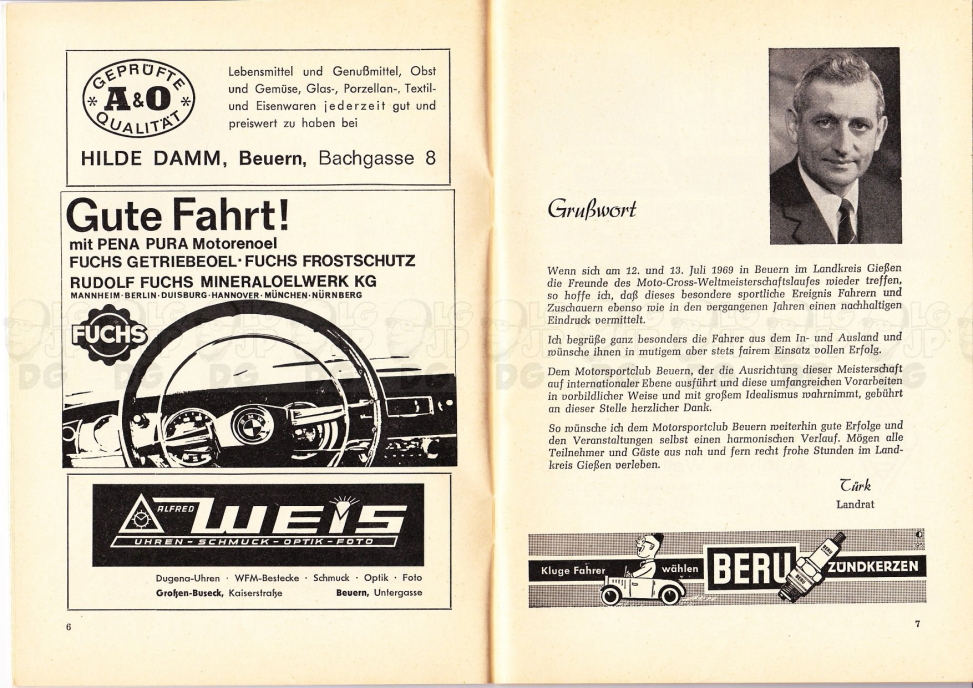 GEPRÜFTE
A&O
QUALITÄT
Lebensmittel und Genußmittel, Obst
und Gemüse, Glas-, Porzellan-, Textil-
und Eisenwaren jederzeit gut und
preiswert zu haben bei
HILDE DAMM, Beuern, Bachgasse 8
Gute Fahrt!
mit PENA PURA Motorenoel
FUCHS GETRIEBEOEL · FUCHS FROSTSCHUTZ
RUDOLF FUCHS MINERALOELWERK KG
MANNHEIM · BERLIN · DUISBURG · HANNOVER · MÜNCHEN · NÜRNBERG
FUCHS
BMW
ALFRED WEIS
UHREN - SCHMUCK - OPTIK - FOTO
Dugena-Uhren · WFM-Bestecke · Schmuck · Optik · Foto
Großen-Buseck, Kaiserstraße Beuern, Untergasse
6
Grußwort
Wenn sich am 12. und 13. Juli 1969 in Beuern im Landkreis Gießen
die Freunde des Moto-Cross-Weltmeisterschaftslaufes wieder treffen,
so hoffe ich, daß dieses besondere sportliche Ereignis Fahrern und
Zuschauern ebenso wie in den vergangenen Jahren einen nachhaltigen
Eindruck vermittelt.
Ich begrüße ganz besonders die Fahrer aus dem In- und Ausland und
wünsche ihnen in mutigem aber stets fairem Einsatz vollen Erfolg.
Dem Motorsportclub Beuern, der die Ausrichtung dieser Meisterschaft
auf internationaler Ebene ausführt und diese umfangreichen Vorarbeiten
in vorbildlicher Weise und mit großem Idealismus wahrnimmt, gebührt
an dieser Stelle herzlicher Dank.
So wünsche ich dem Motorsportclub Beuern weiterhin gute Erfolge und
den Veranstaltungen selbst einen harmonischen Verlauf. Mögen alle
Teilnehmer und Gäste aus nah und fern recht frohe Stunden im Land-
kreis Gießen verleben.
Türk
Landrat
Kluge Fahrer wählen BERU ZÜNDKERZEN
7